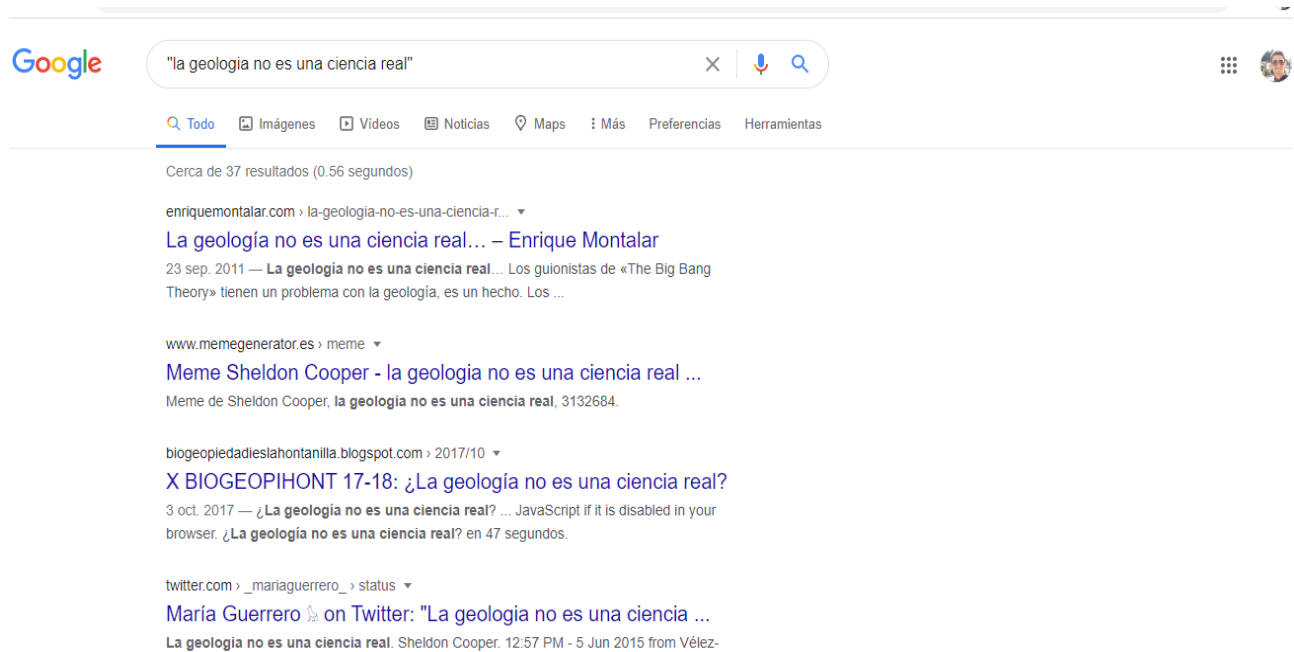 Google
"la geologia no es una ciencia real"
Todo Imágenes Vídeos Noticias Maps Más Preferencias Herramientas
Cerca de 37 resultados (0.56 segundos)
enriquemontalar.com › la-geologia-no-es-una-ciencia-r...
La geología no es una ciencia real… – Enrique Montalar
23 sep. 2011 — La geología no es una ciencia real... Los guionistas de «The Big Bang
Theory» tienen un problema con la geología, es un hecho. Los ...
www.memegenerator.es › meme
Meme Sheldon Cooper - la geologia no es una ciencia real ...
Meme de Sheldon Cooper, la geologia no es una ciencia real, 3132684.
biogeopiedadieslahontanilla.blogspot.com › 2017/10
X BIOGEOPIHONT 17-18: ¿La geología no es una ciencia real?
3 oct. 2017 — ¿La geología no es una ciencia real? ... JavaScript if it is disabled in your
browser. ¿La geología no es una ciencia real? en 47 segundos.
twitter.com › _mariaguerrero_ › status
María Guerrero 🦕 on Twitter: "La geologia no es una ciencia ...
La geologia no es una ciencia real. Sheldon Cooper. 12:57 PM - 5 Jun 2015 from Vélez-